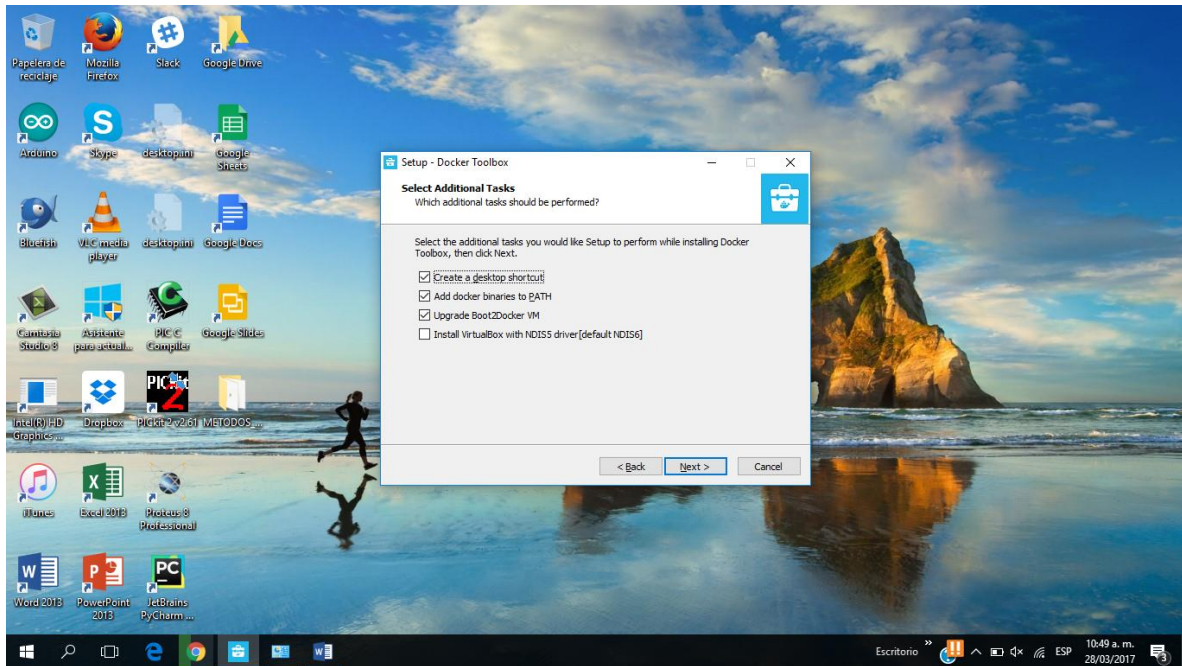 Papelera de
reciclaje
Mozilla
Firefox
Slack
Google Drive
Arduino
Skype
desktop.ini
Google
Sheets
Bluefish
VLC media
player
desktop.ini
Google Docs
Camtasia
Studio 8
Asistente
para actual...
PIC C
Compiler
Google Slides
Intel(R) HD
Graphics ...
Dropbox
PICkit 2 v2.61
METODOS_...
iTunes
Excel 2013
Proteus 8
Professional
Word 2013
PowerPoint
2013
JetBrains
PyCharm ...
Setup - Docker Toolbox
Select Additional Tasks
Which additional tasks should be performed?
Select the additional tasks you would like Setup to perform while installing Docker
Toolbox, then click Next.
Create a desktop shortcut
Add docker binaries to PATH
Upgrade Boot2Docker VM
Install VirtualBox with NDIS5 driver[default NDIS6]
< Back
Next >
Cancel
Escritorio
ESP
10:49 a. m.
28/03/2017
3